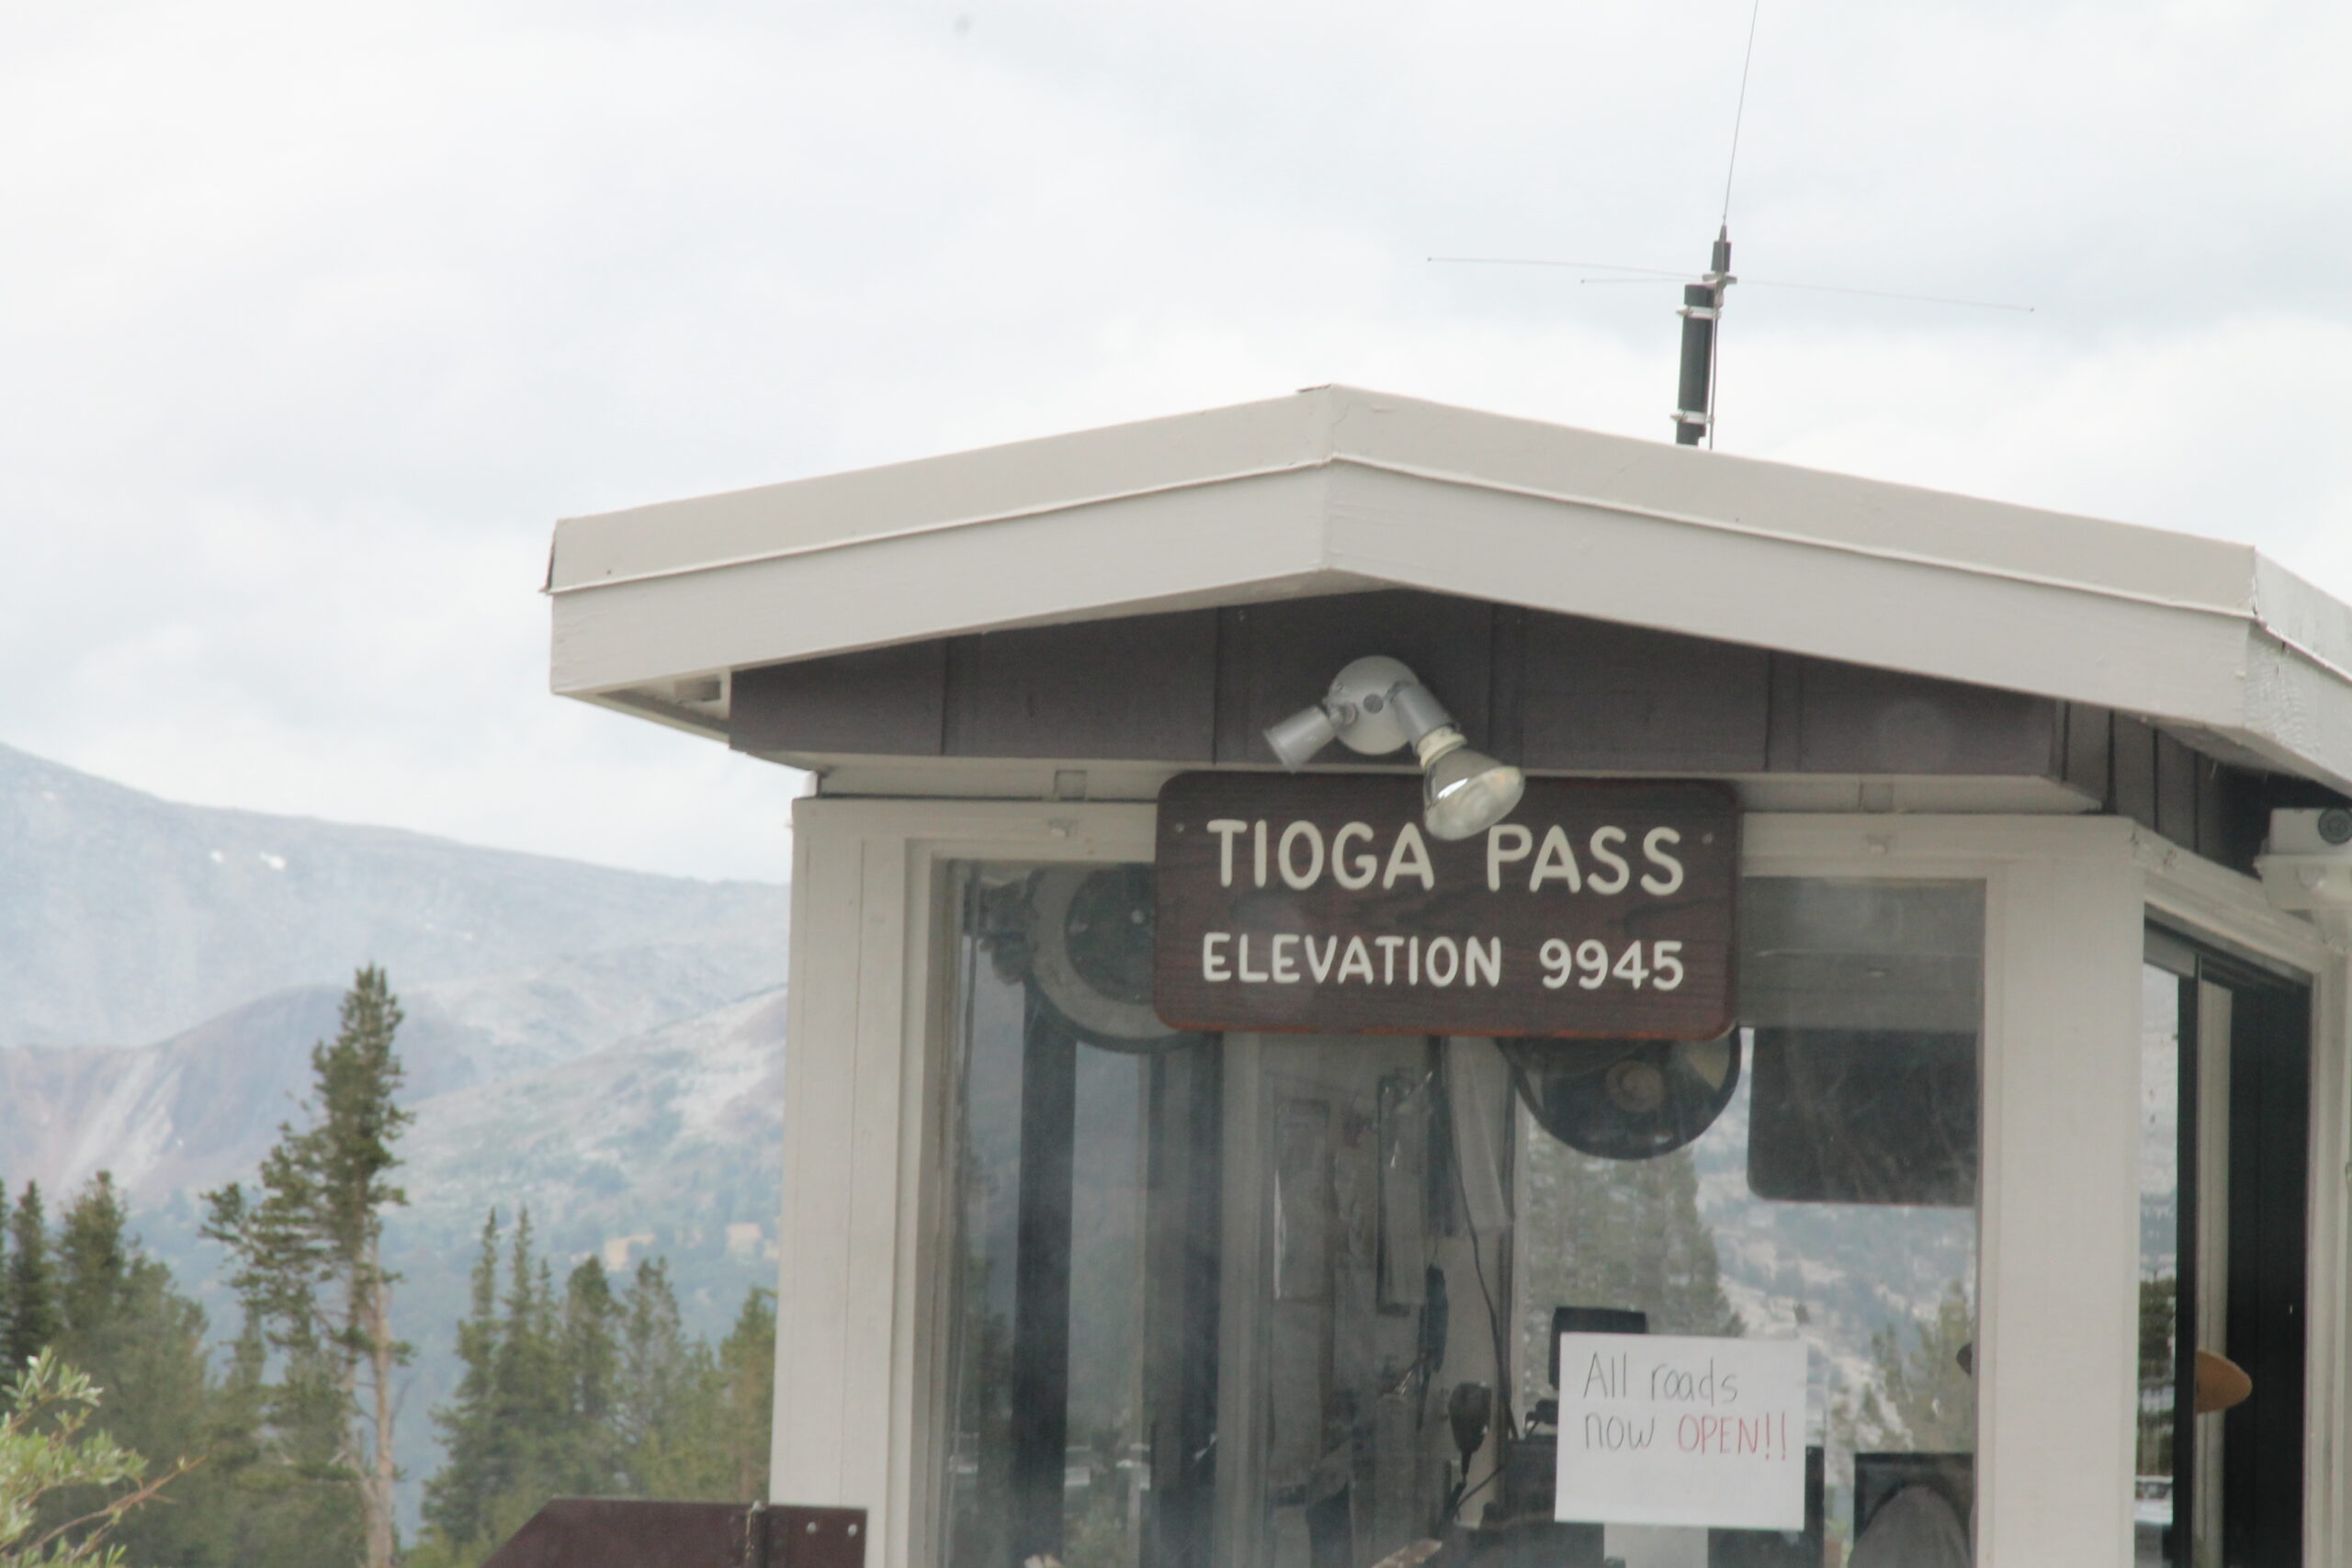 TIOGA PASS
ELEVATION 9945
All roads
now OPEN!!